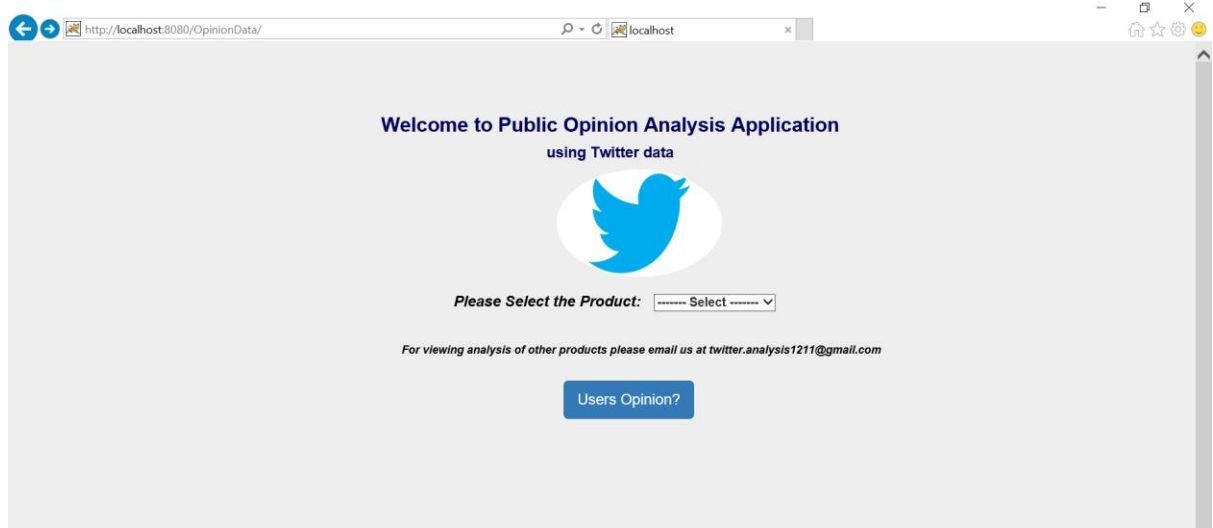 http://localhost:8080/OpinionData/
localhost
Welcome to Public Opinion Analysis Application
using Twitter data
Please Select the Product: ------- Select -------
For viewing analysis of other products please email us at twitter.analysis1211@gmail.com
Users Opinion?